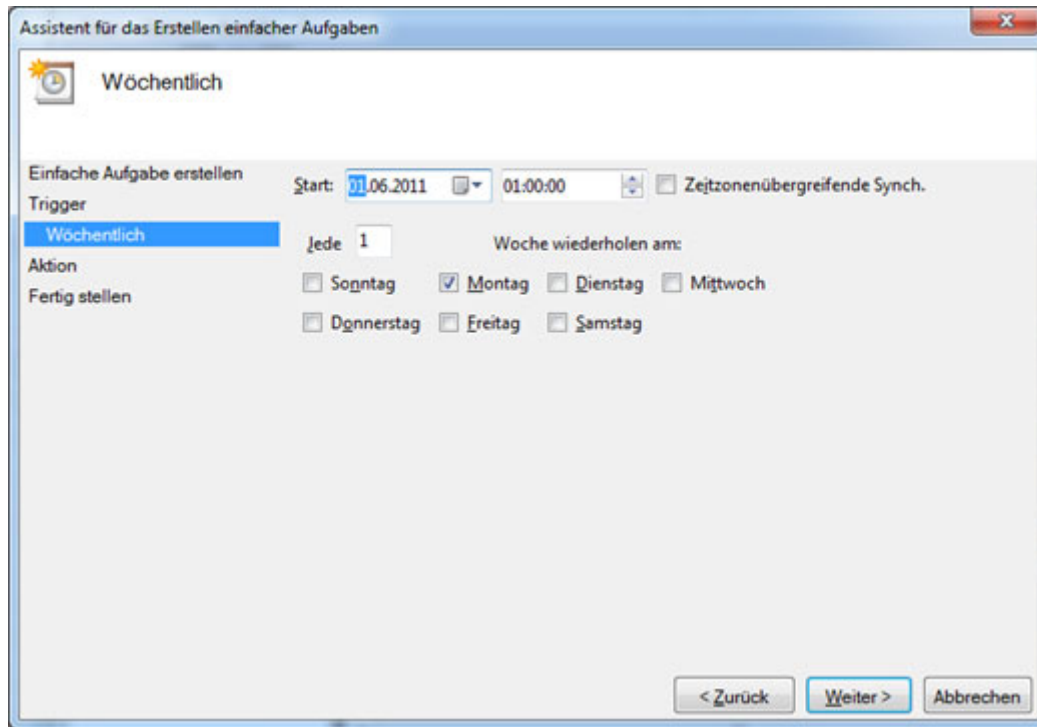 Assistent für das Erstellen einfacher Aufgaben
Wöchentlich
Einfache Aufgabe erstellen
Trigger
Wöchentlich
Aktion
Fertig stellen
Start: 01.06.2011 01:00:00 Zeitzonenübergreifende Synch.
Jede 1 Woche wiederholen am:
Sonntag Montag Dienstag Mittwoch
Donnerstag Freitag Samstag
< Zurück Weiter > Abbrechen